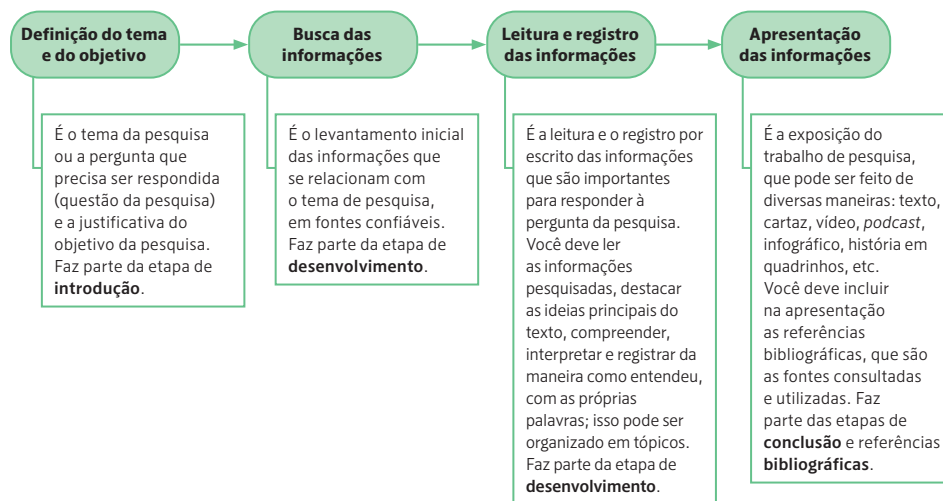 Definição do tema
e do objetivo
Busca das
informações
Leitura e registro
das informações
Apresentação
das informações
É o tema da pesquisa
ou a pergunta que
precisa ser respondida
(questão da pesquisa)
e a justificativa do
objetivo da pesquisa.
Faz parte da etapa de
introdução.
É o levantamento inicial
das informações que
se relacionam com
o tema de pesquisa,
em fontes confiáveis.
Faz parte da etapa de
desenvolvimento.
É a leitura e o registro por
escrito das informações
que são importantes
para responder à
pergunta da pesquisa.
Você deve ler
as informações
pesquisadas, destacar
as ideias principais do
texto, compreender,
interpretar e registrar da
maneira como entendeu,
com as próprias
palavras; isso pode ser
organizado em tópicos.
Faz parte da etapa de
desenvolvimento.
É a exposição do
trabalho de pesquisa,
que pode ser feito de
diversas maneiras: texto,
cartaz, vídeo, podcast,
infográfico, história em
quadrinhos, etc.
Você deve incluir
na apresentação
as referências
bibliográficas, que são
as fontes consultadas
e utilizadas. Faz
parte das etapas de
conclusão e referências
bibliográficas.